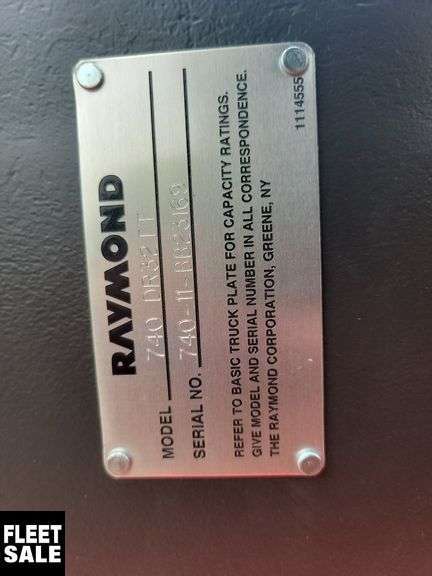 RAYMOND
MODEL 740 DR32TT
SERIAL NO. 740-11-BB23169
REFER TO BASIC TRUCK PLATE FOR CAPACITY RATINGS.
GIVE MODEL AND SERIAL NUMBER IN ALL CORRESPONDENCE.
THE RAYMOND CORPORATION, GREENE, NY
1114555
FLEET
SALE